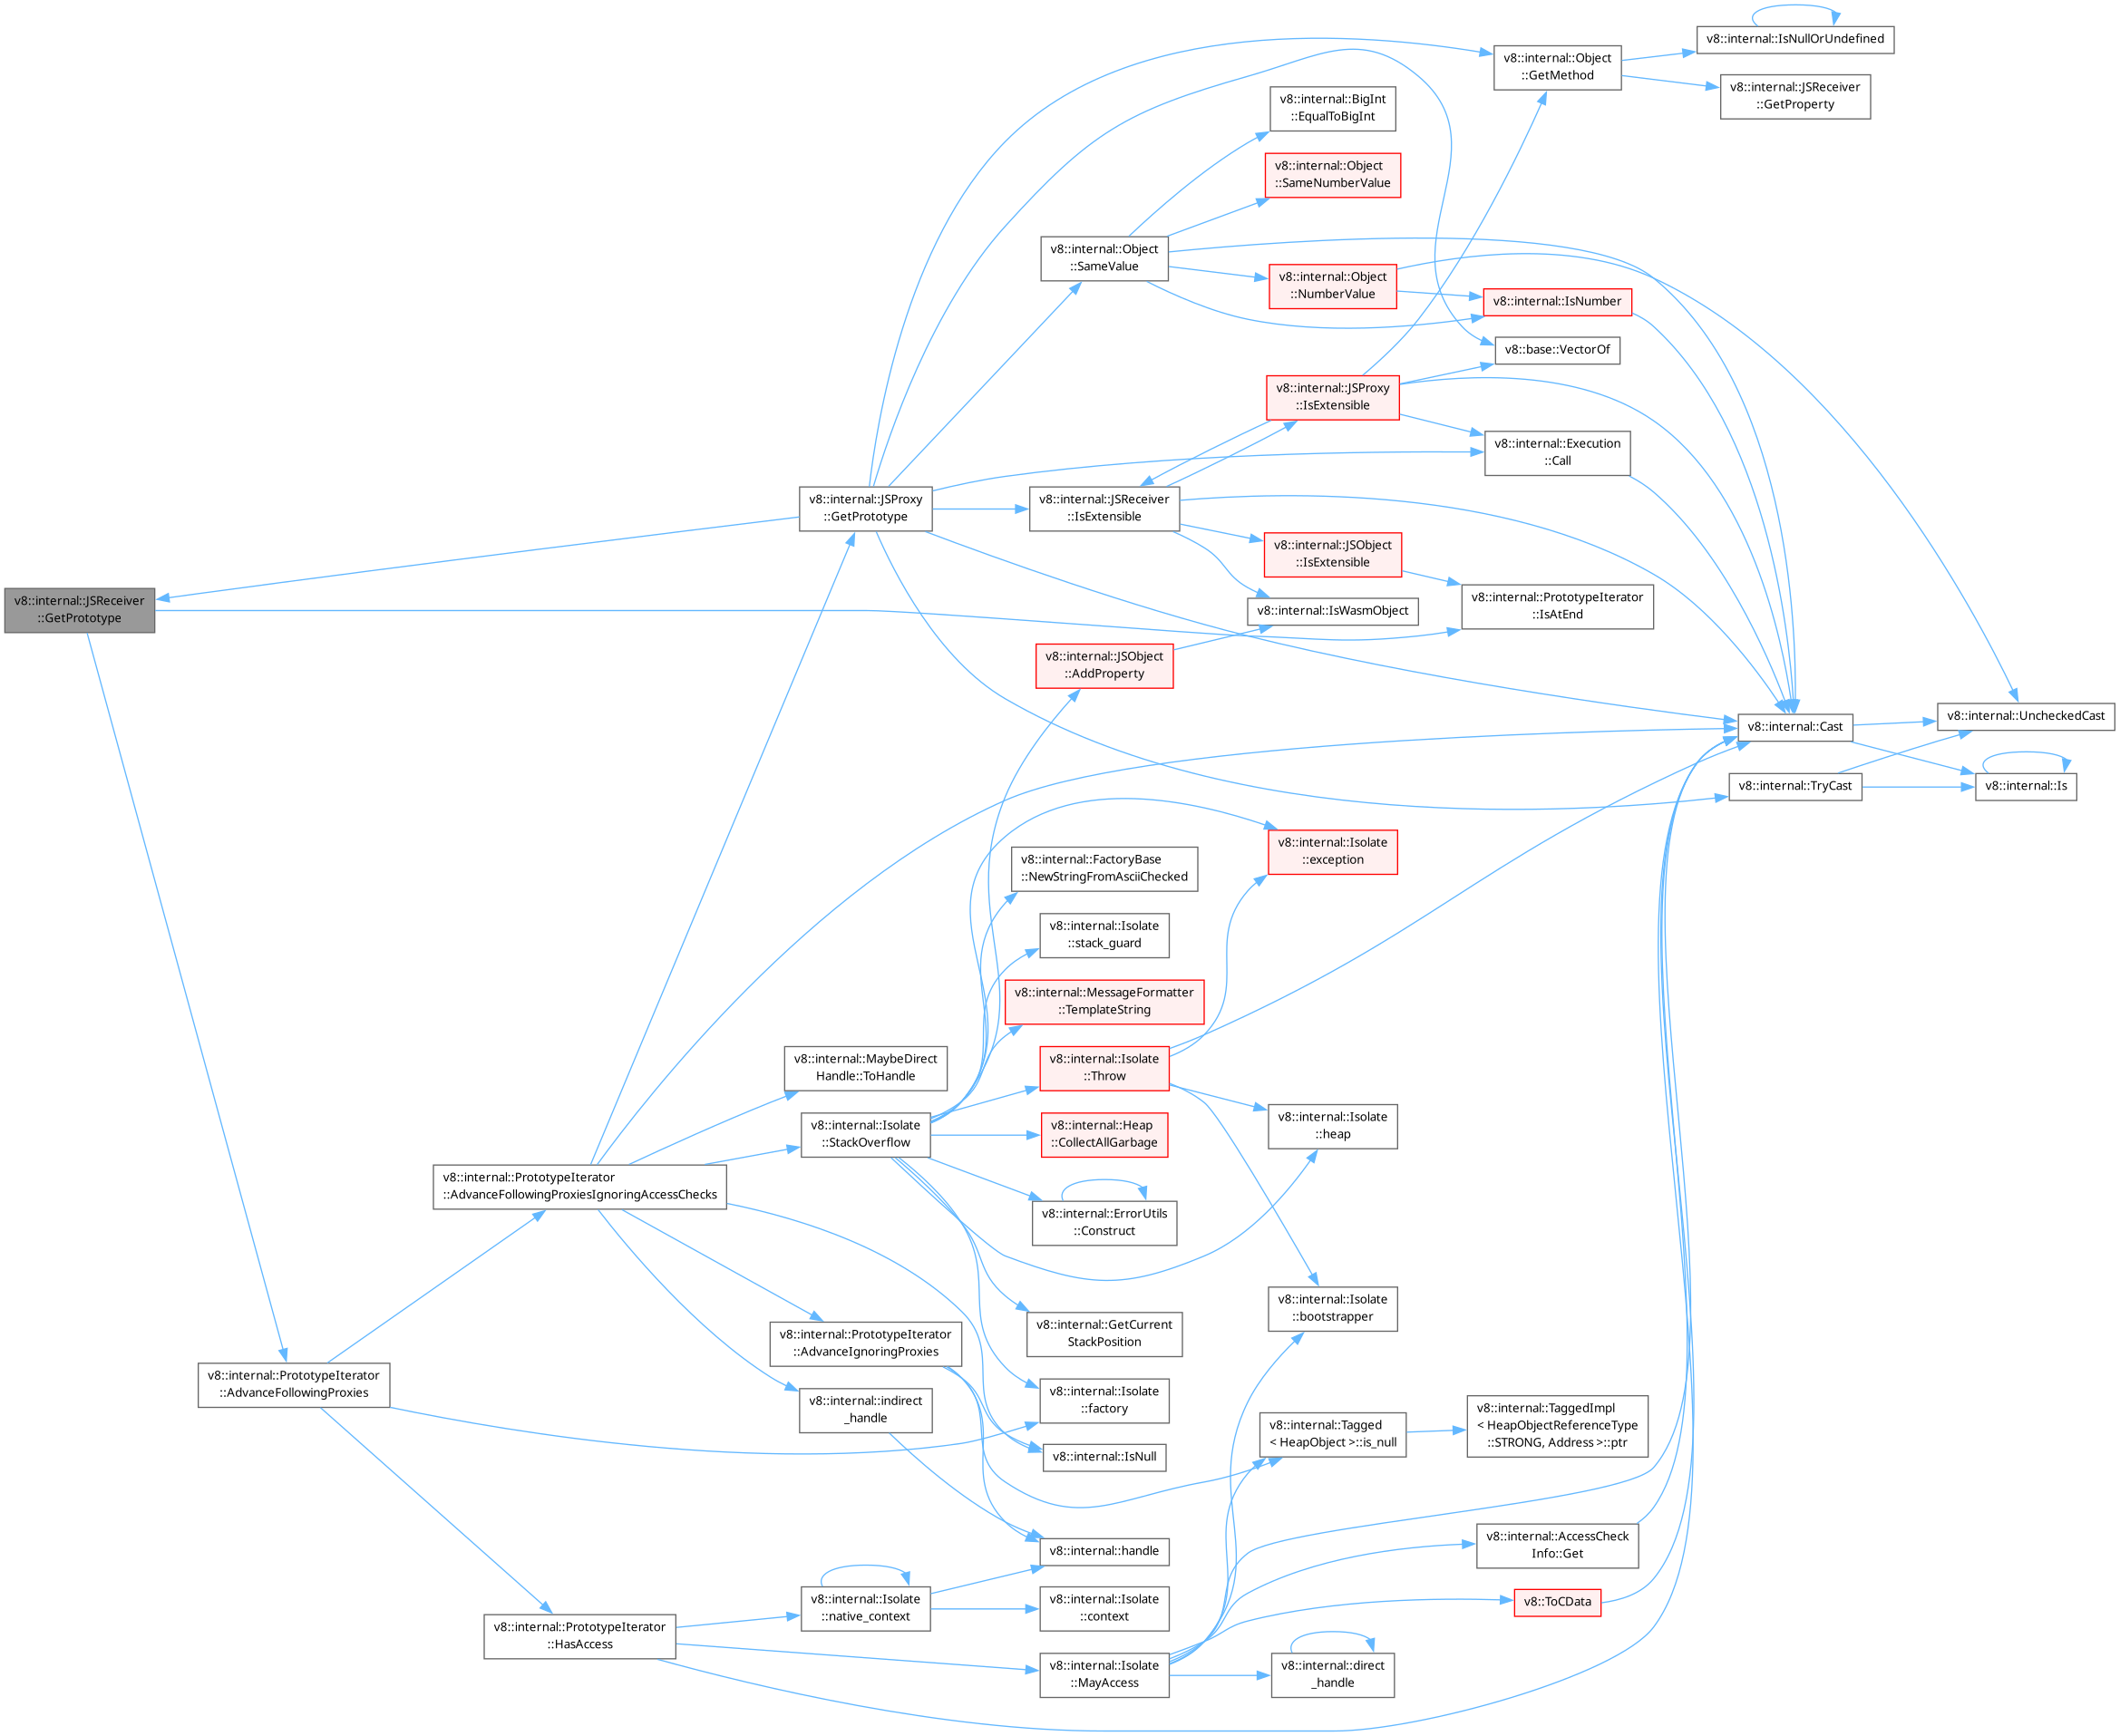 v8::internal::IsNullOrUndefined
v8::internal::Object
::GetMethod
v8::internal::JSReceiver
::GetProperty
v8::internal::BigInt
::EqualToBigInt
v8::internal::Object
::SameNumberValue
v8::internal::Object
::SameValue
v8::internal::Object
::NumberValue
v8::internal::IsNumber
v8::base::VectorOf
v8::internal::JSProxy
::IsExtensible
v8::internal::Execution
::Call
v8::internal::JSProxy
::GetPrototype
v8::internal::JSReceiver
::IsExtensible
v8::internal::JSObject
::IsExtensible
v8::internal::JSReceiver
::GetPrototype
v8::internal::IsWasmObject
v8::internal::PrototypeIterator
::IsAtEnd
v8::internal::JSObject
::AddProperty
v8::internal::Cast
v8::internal::UncheckedCast
v8::internal::TryCast
v8::internal::Is
v8::internal::Isolate
::exception
v8::internal::FactoryBase
::NewStringFromAsciiChecked
v8::internal::Isolate
::stack_guard
v8::internal::MessageFormatter
::TemplateString
v8::internal::MaybeDirect
Handle::ToHandle
v8::internal::Isolate
::Throw
v8::internal::Isolate
::StackOverflow
v8::internal::Heap
::CollectAllGarbage
v8::internal::Isolate
::heap
v8::internal::PrototypeIterator
::AdvanceFollowingProxiesIgnoringAccessChecks
v8::internal::ErrorUtils
::Construct
v8::internal::Isolate
::bootstrapper
v8::internal::GetCurrent
StackPosition
v8::internal::PrototypeIterator
::AdvanceIgnoringProxies
v8::internal::PrototypeIterator
::AdvanceFollowingProxies
v8::internal::indirect
_handle
v8::internal::Isolate
::factory
v8::internal::IsNull
v8::internal::Tagged
< HeapObject >::is_null
v8::internal::TaggedImpl
< HeapObjectReferenceType
::STRONG, Address >::ptr
v8::internal::handle
v8::internal::AccessCheck
Info::Get
v8::internal::Isolate
::native_context
v8::internal::Isolate
::context
v8::ToCData
v8::internal::PrototypeIterator
::HasAccess
v8::internal::Isolate
::MayAccess
v8::internal::direct
_handle